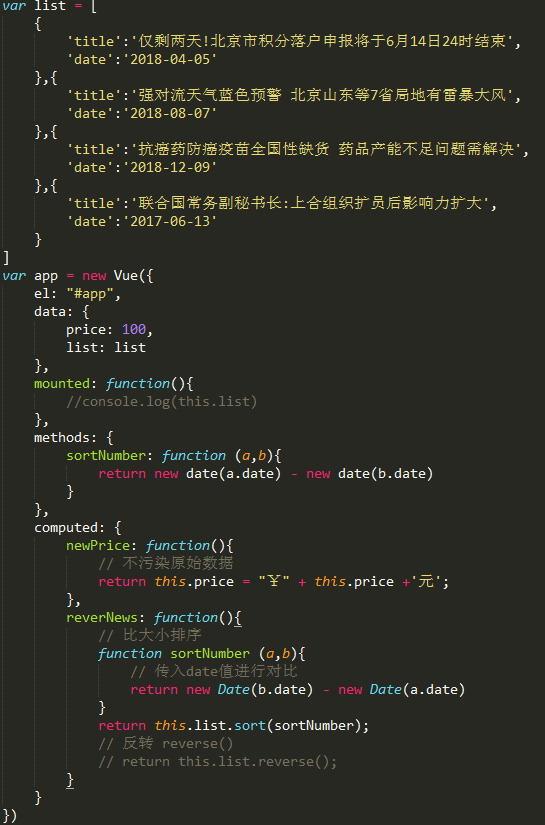 var list = [
    {
        'title':'仅剩两天!北京市积分落户申报将于6月14日24时结束',
        'date':'2018-04-05'
    },{
        'title':'强对流天气蓝色预警 北京山东等7省局地有雷暴大风',
        'date':'2018-08-07'
    },{
        'title':'抗癌药防癌疫苗全国性缺货 药品产能不足问题需解决',
        'date':'2018-12-09'
    },{
        'title':'联合国常务副秘书长:上合组织扩员后影响力扩大',
        'date':'2017-06-13'
    }
]
var app = new Vue({
    el: "#app",
    data: {
        price: 100,
        list: list
    },
    mounted: function(){
        //console.log(this.list)
    },
    methods: {
        sortNumber: function (a,b){
            return new date(a.date) - new date(b.date)
        }
    },
    computed: {
        newPrice: function(){
            // 不污染原始数据
            return this.price = "¥" + this.price +'元';
        },
        reverNews: function(){
            // 比大小排序
            function sortNumber (a,b){
                // 传入date值进行对比
                return new Date(b.date) - new Date(a.date)
            }
            return this.list.sort(sortNumber);
            // 反转 reverse()
            // return this.list.reverse();
        }
    }
})